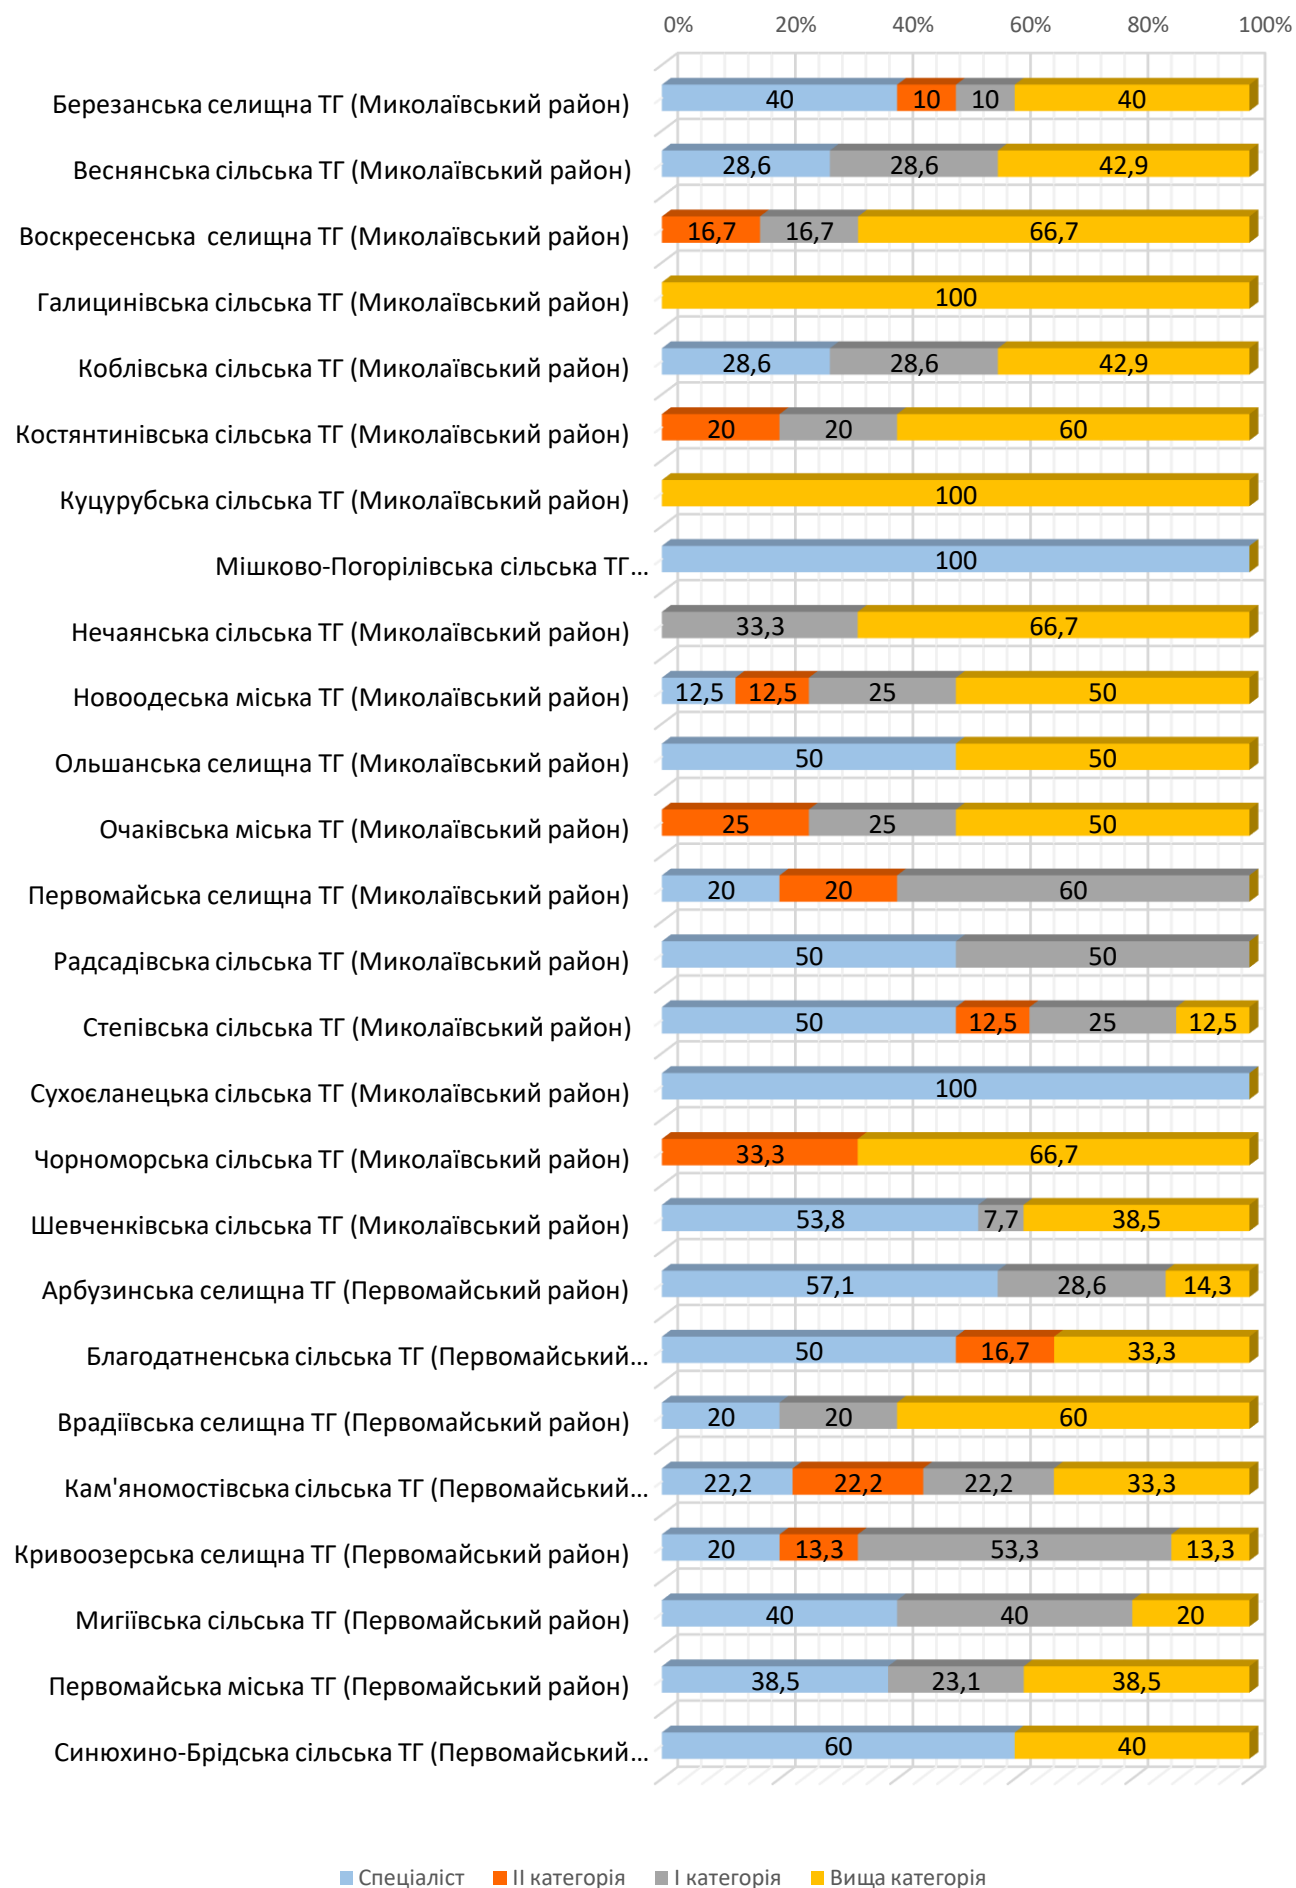 0% 20% 40% 60% 80% 100%
Березанська селищна ТГ (Миколаївський район) 40 10 10 40
Веснянська сільська ТГ (Миколаївський район) 28,6 28,6 42,9
Воскресенська селищна ТГ (Миколаївський район) 16,7 16,7 66,7
Галицинівська сільська ТГ (Миколаївський район) 100
Коблівська сільська ТГ (Миколаївський район) 28,6 28,6 42,9
Костянтинівська сільська ТГ (Миколаївський район) 20 20 60
Куцурубська сільська ТГ (Миколаївський район) 100
Мішково-Погорілівська сільська ТГ... 100
Нечаянська сільська ТГ (Миколаївський район) 33,3 66,7
Новоодеська міська ТГ (Миколаївський район) 12,5 12,5 25 50
Ольшанська селищна ТГ (Миколаївський район) 50 50
Очаківська міська ТГ (Миколаївський район) 25 25 50
Первомайська селищна ТГ (Миколаївський район) 20 20 60
Радсадівська сільська ТГ (Миколаївський район) 50 50
Степівська сільська ТГ (Миколаївський район) 50 12,5 25 12,5
Сухоєланецька сільська ТГ (Миколаївський район) 100
Чорноморська сільська ТГ (Миколаївський район) 33,3 66,7
Шевченківська сільська ТГ (Миколаївський район) 53,8 7,7 38,5
Арбузинська селищна ТГ (Первомайський район) 57,1 28,6 14,3
Благодатненська сільська ТГ (Первомайський... 50 16,7 33,3
Врадіївська селищна ТГ (Первомайський район) 20 20 60
Кам'яномостівська сільська ТГ (Первомайський... 22,2 22,2 22,2 33,3
Кривоозерська селищна ТГ (Первомайський район) 20 13,3 53,3 13,3
Мигіївська сільська ТГ (Первомайський район) 40 40 20
Первомайська міська ТГ (Первомайський район) 38,5 23,1 38,5
Синюхино-Брідська сільська ТГ (Первомайський... 60 40
Спеціаліст ІІ категорія І категорія Вища категорія